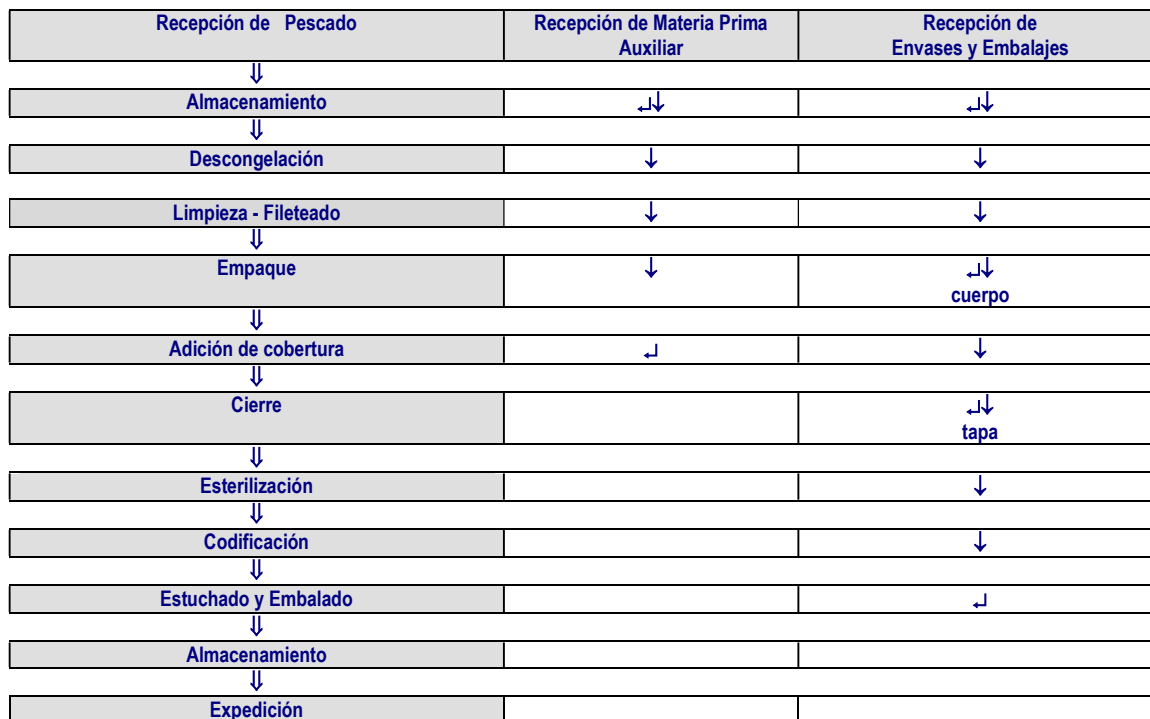 Recepción de Pescado
Recepción de Materia Prima
Auxiliar
Recepción de
Envases y Embalajes
⇓
Almacenamiento
↵↓
↵↓
⇓
Descongelación
↓
↓
Limpieza - Fileteado
↓
↓
⇓
Empaque
↓
↵↓
cuerpo
⇓
Adición de cobertura
↵
↓
⇓
Cierre
↵↓
tapa
⇓
Esterilización
↓
⇓
Codificación
↓
⇓
Estuchado y Embalado
↵
⇓
Almacenamiento
⇓
Expedición